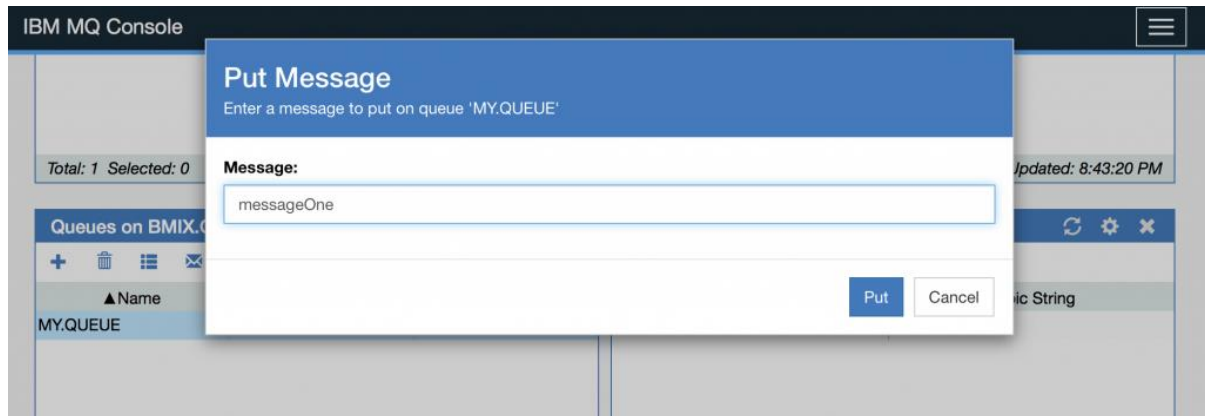 IBM MQ Console
Put Message
Enter a message to put on queue 'MY.QUEUE'
Total: 1 Selected: 0
Message:
Updated: 8:43:20 PM
messageOne
Queues on BMIX.
Put
Cancel
▲Name
String
MY.QUEUE